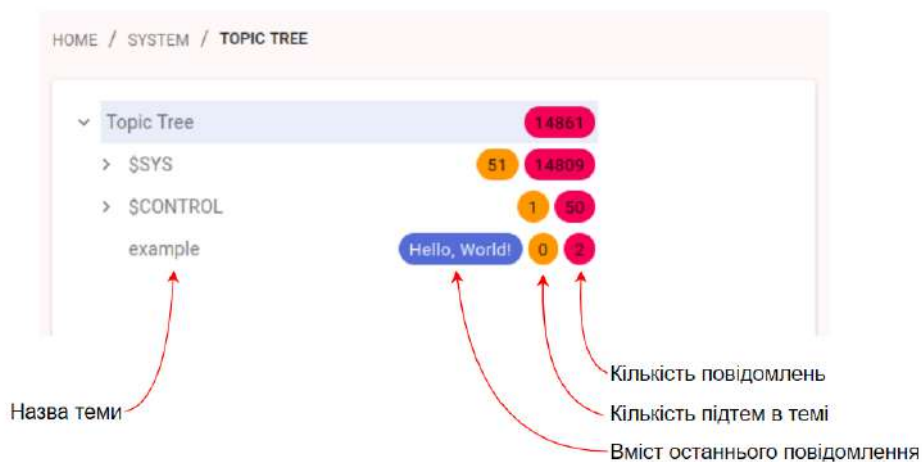 HOME / SYSTEM / TOPIC TREE
Topic Tree 14861
$SYS 51 14809
$CONTROL 1 50
example Hello, World! 0 2
Кількість повідомлень
Назва теми
Кількість підтем в темі
Вміст останнього повідомлення